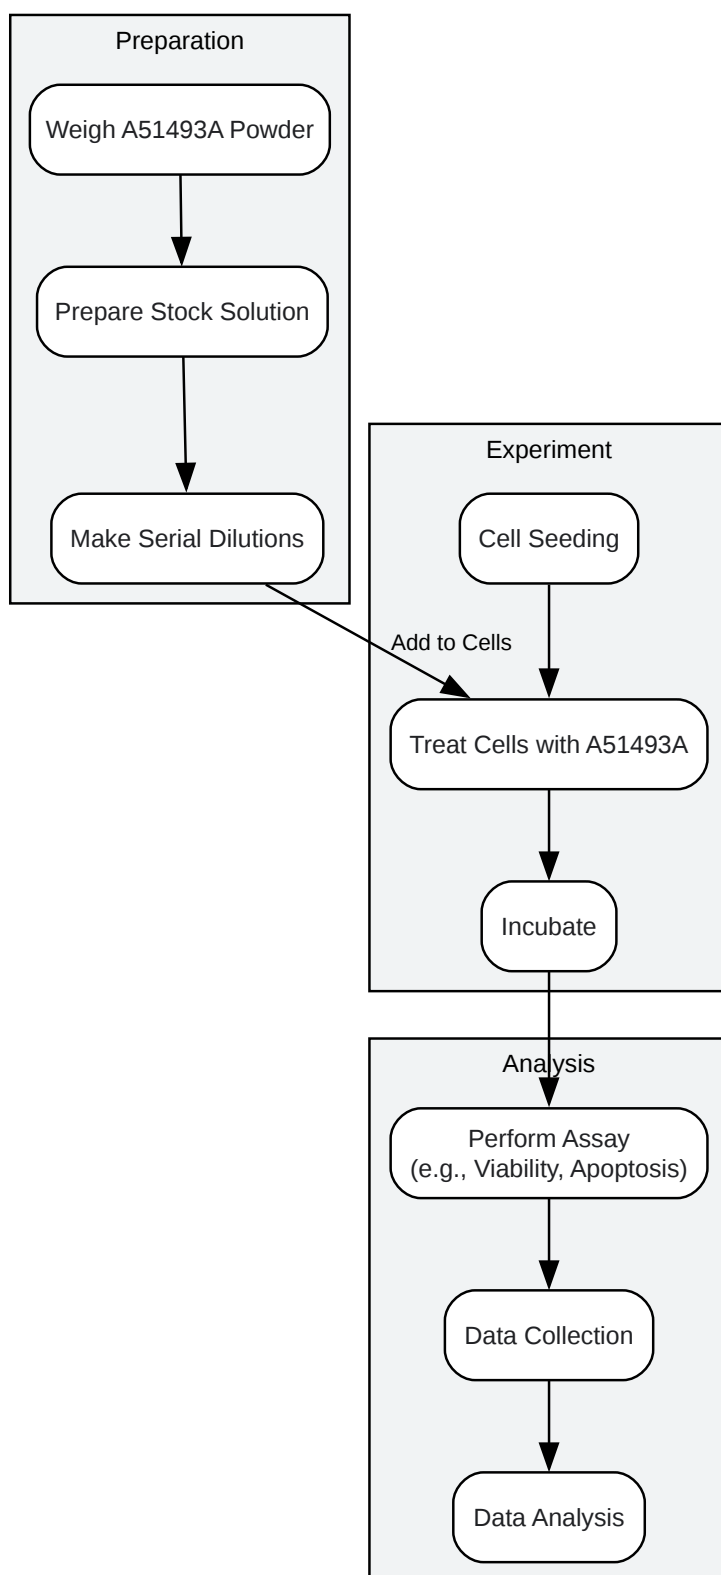 Preparation
Weigh A51493A Powder
Prepare Stock Solution
Make Serial Dilutions
Add to Cells
Experiment
Cell Seeding
Treat Cells with A51493A
Incubate
Analysis
Perform Assay
(e.g., Viability, Apoptosis)
Data Collection
Data Analysis